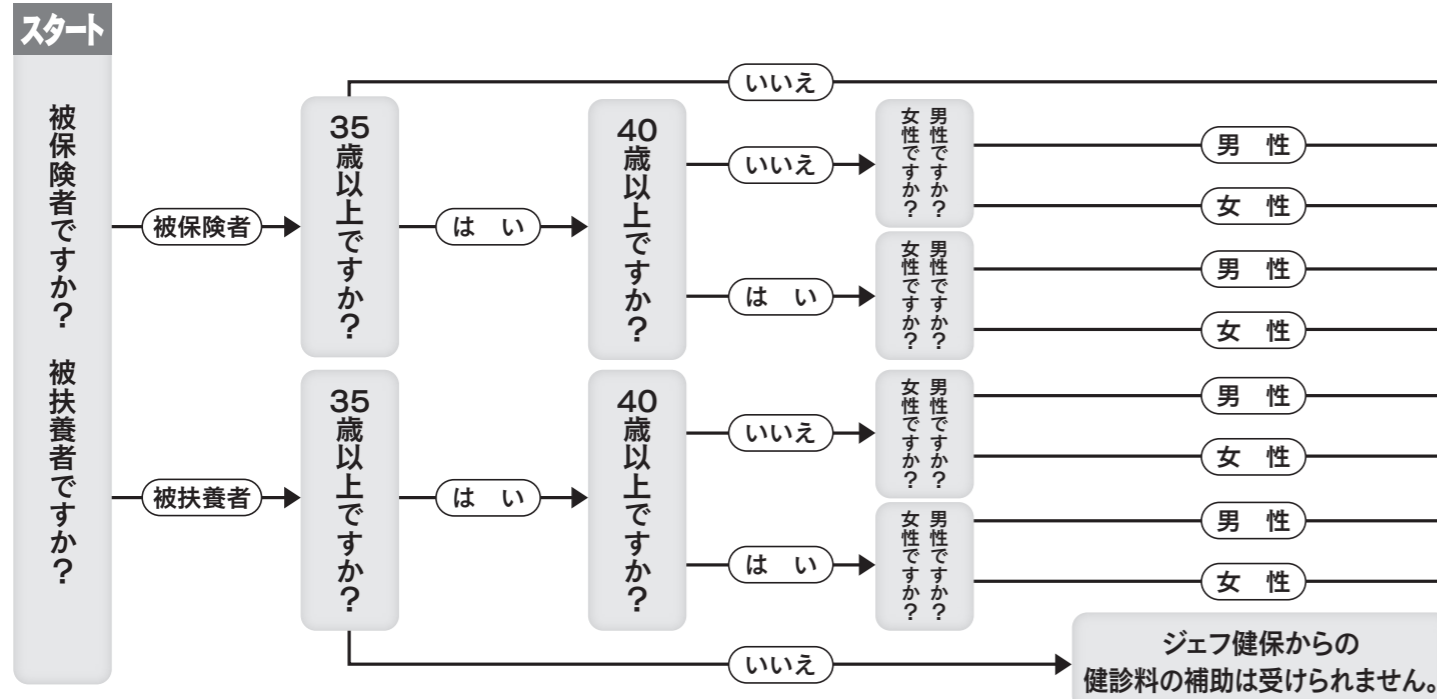 スタート
被保険者ですか? 被扶養者ですか?
被保険者
35歳以上ですか?
いいえ
はい
40歳以上ですか?
いいえ
男性ですか?
女性ですか?
男性
女性
はい
男性ですか?
女性ですか?
男性
女性
被扶養者
35歳以上ですか?
はい
40歳以上ですか?
いいえ
男性ですか?
女性ですか?
男性
女性
はい
男性ですか?
女性ですか?
男性
女性
いいえ
ジェフ健保からの
健診料の補助は受けられません。